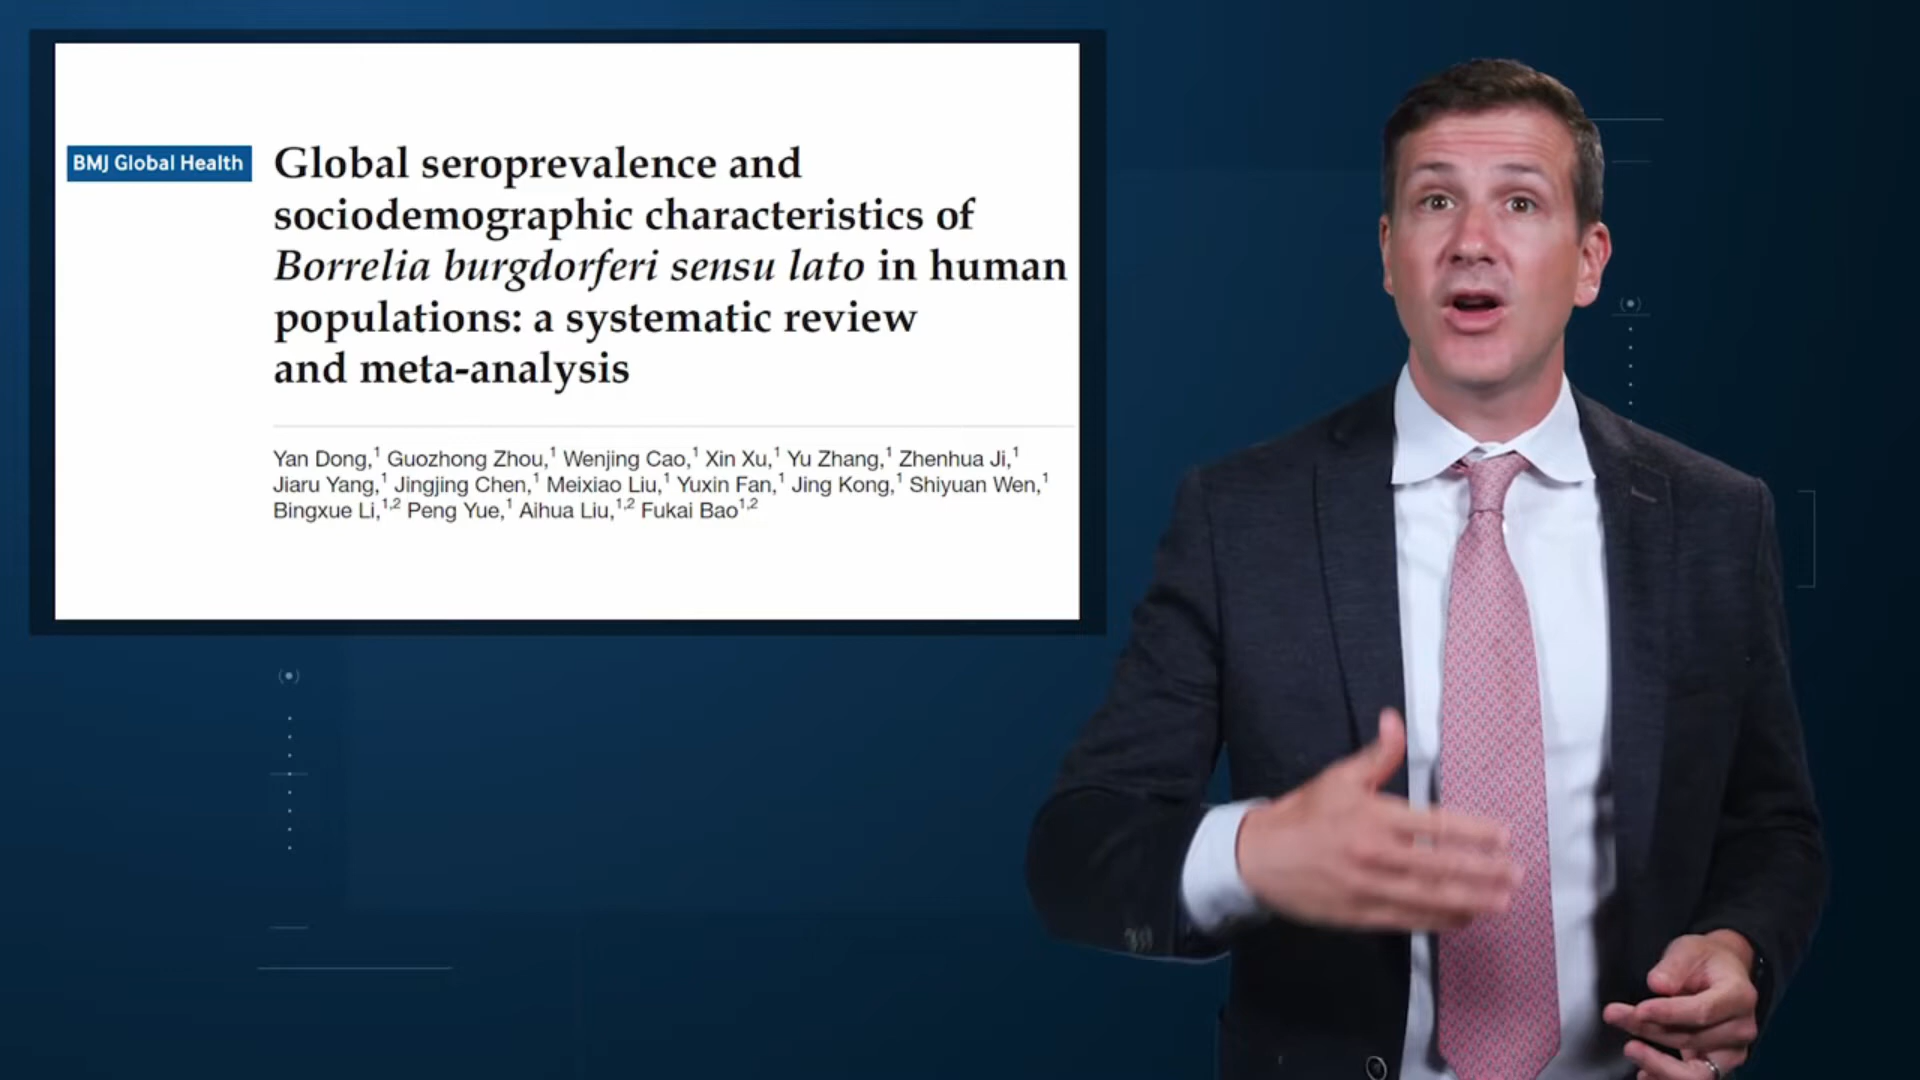 BMJ Global Health
Global seroprevalence and
sociodemographic characteristics of
Borrelia burgdorferi sensu lato in human
populations: a systematic review
and meta-analysis
Yan Dong,¹ Guozhong Zhou,¹ Wenjing Cao,¹ Xin Xu,¹ Yu Zhang,¹ Zhenhua Ji,¹
Jiaru Yang,¹ Jingjing Chen,¹ Meixiao Liu,¹ Yuxin Fan,¹ Jing Kong,¹ Shiyuan Wen,¹
Bingxue Li,¹,² Peng Yue,¹ Aihua Liu,¹,² Fukai Bao¹,²